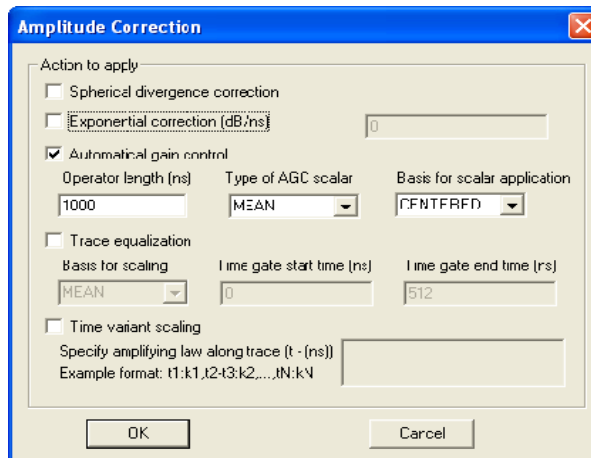 Amplitude Correction
Action to apply
Spherical divergence correction
Exponential correction (dB/ns)
0
Automatical gain control
Operator length (ns)
Type of AGC scalar
Basis for scalar application
1000
MEAN
CENTERED
Trace equalization
Basis for scaling
Time gate start time (ns)
Time gate end time (ns)
MEAN
0
512
Time variant scaling
Specify amplifying law along trace (t - (ns))
Example format: t1:k1,t2-t3:k2,...,tN:kN
OK
Cancel